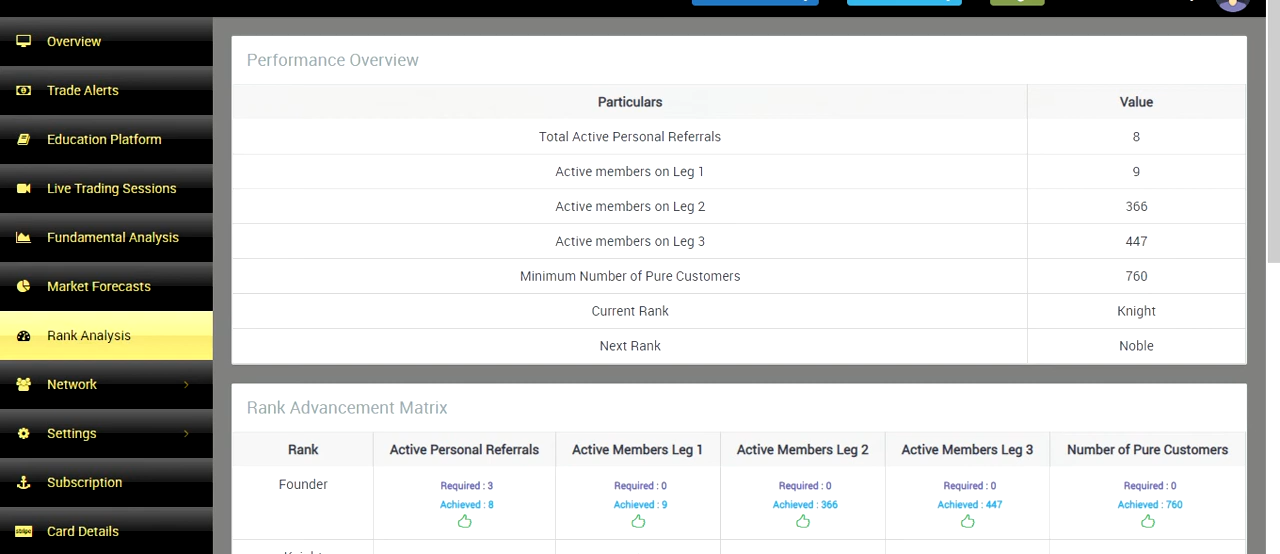 Overview
Trade Alerts
Education Platform
Live Trading Sessions
Fundamental Analysis
Market Forecasts
Rank Analysis
Network
Settings
Subscription
Card Details
Performance Overview
Particulars Value
Total Active Personal Referrals 8
Active members on Leg 1 9
Active members on Leg 2 366
Active members on Leg 3 447
Minimum Number of Pure Customers 760
Current Rank Knight
Next Rank Noble
Rank Advancement Matrix
Rank Active Personal Referrals Active Members Leg 1 Active Members Leg 2 Active Members Leg 3 Number of Pure Customers
Founder Required : 3 Required : 0 Required : 0 Required : 0 Required : 0
Achieved : 8 Achieved : 9 Achieved : 366 Achieved : 447 Achieved : 760